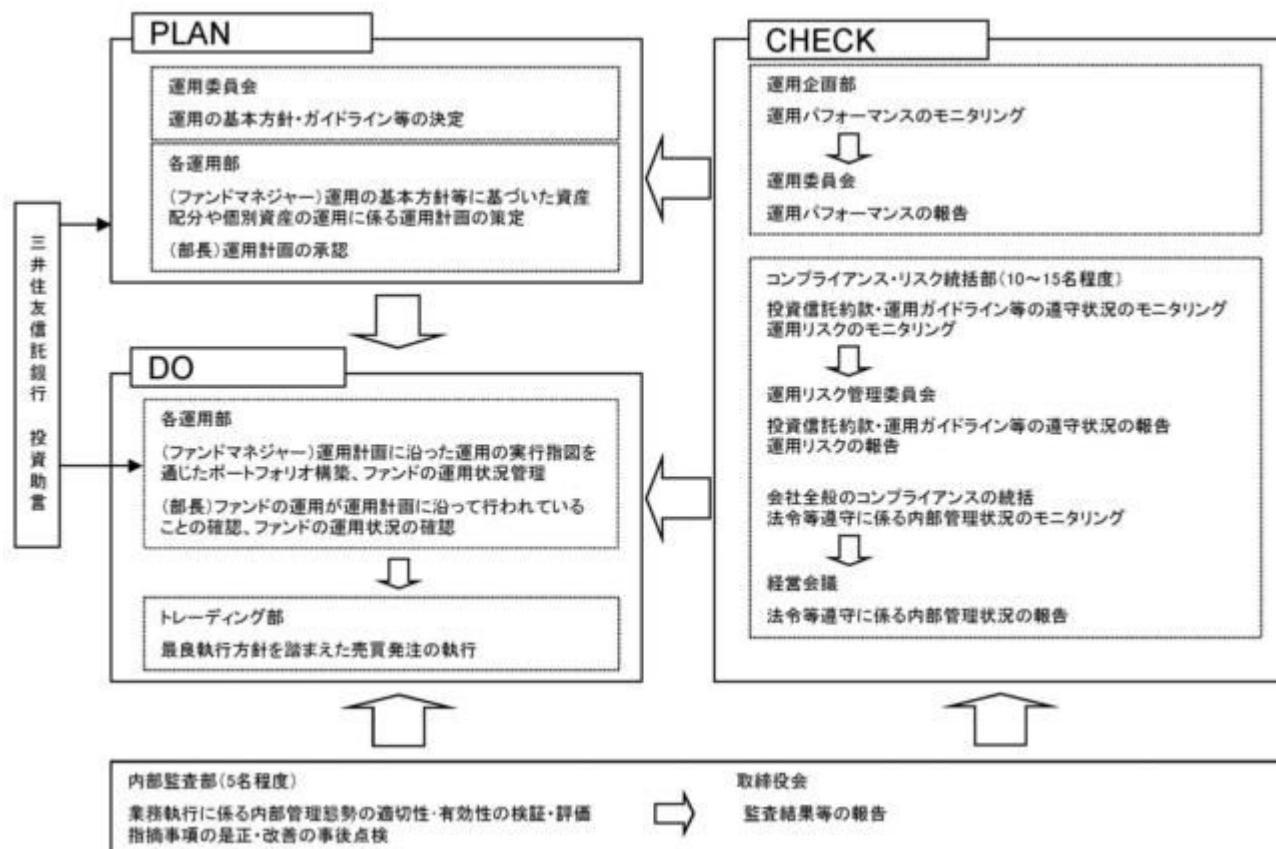 PLAN
運用委員会
運用の基本方針・ガイドライン等の決定
各運用部
(ファンドマネジャー)運用の基本方針等に基づいた資産
配分や個別資産の運用に係る運用計画の策定
(部長)運用計画の承認
三井住友信託銀行 投資助言
DO
各運用部
(ファンドマネジャー)運用計画に沿った運用の実行指図を
通じたポートフォリオ構築、ファンドの運用状況管理
(部長)ファンドの運用が運用計画に沿って行われている
ことの確認、ファンドの運用状況の確認
トレーディング部
最良執行方針を踏まえた売買発注の執行
CHECK
運用企画部
運用パフォーマンスのモニタリング
運用委員会
運用パフォーマンスの報告
コンプライアンス・リスク統括部(10～15名程度)
投資信託約款・運用ガイドライン等の遵守状況のモニタリング
運用リスクのモニタリング
運用リスク管理委員会
投資信託約款・運用ガイドライン等の遵守状況の報告
運用リスクの報告
会社全般のコンプライアンスの統括
法令等遵守に係る内部管理状況のモニタリング
経営会議
法令等遵守に係る内部管理状況の報告
内部監査部(5名程度)
業務執行に係る内部管理態勢の適切性・有効性の検証・評価
指摘事項の是正・改善の事後点検
取締役会
監査結果等の報告